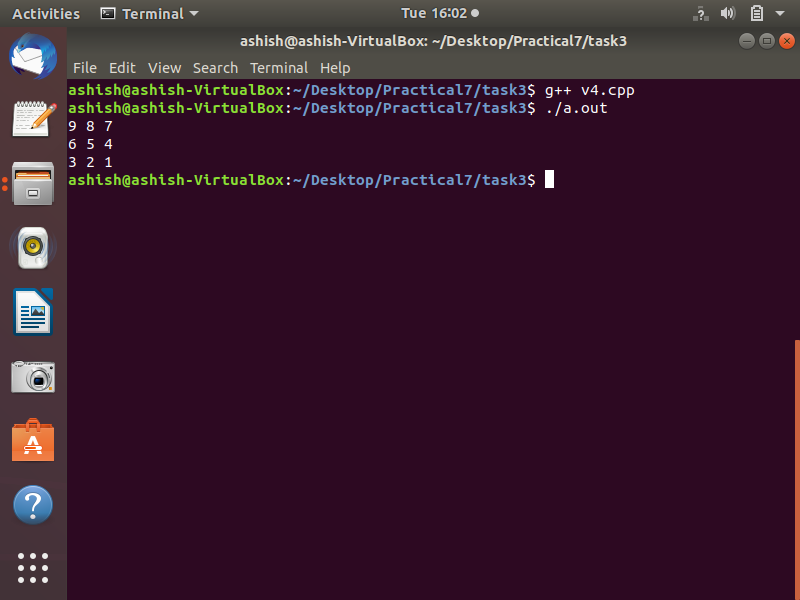 Activities Terminal Tue 16:02
ashish@ashish-VirtualBox: ~/Desktop/Practical7/task3
File Edit View Search Terminal Help
ashish@ashish-VirtualBox:~/Desktop/Practical7/task3$ g++ v4.cpp
ashish@ashish-VirtualBox:~/Desktop/Practical7/task3$ ./a.out
9 8 7
6 5 4
3 2 1
ashish@ashish-VirtualBox:~/Desktop/Practical7/task3$